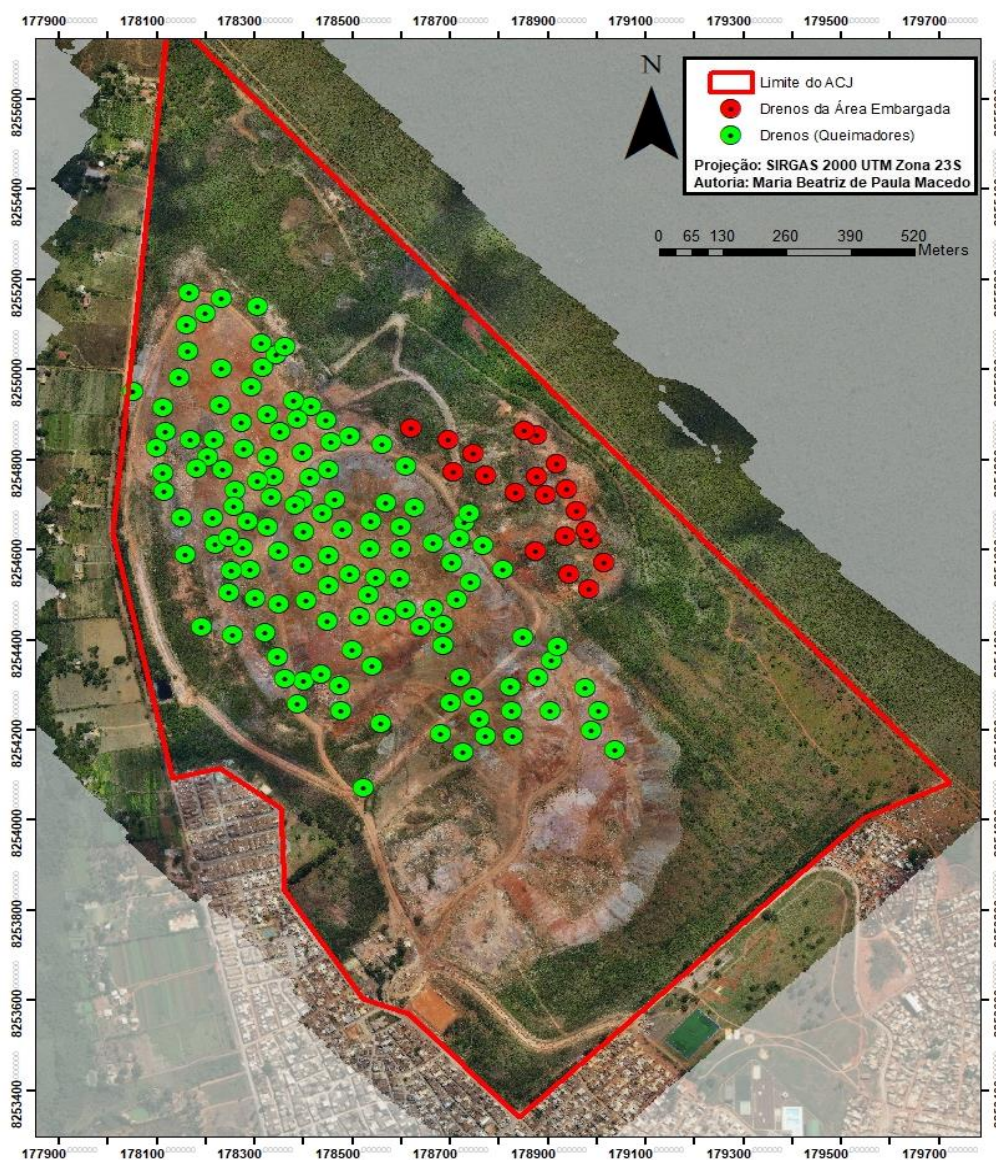 177900 178100 178300 178500 178700 178900 179100 179300 179500 179700
N
Limite do ACJ
Drenos da Área Embargada
Drenos (Queimadores)
Projeção: SIRGAS 2000 UTM Zona 23S
Autoria: Maria Beatriz de Paula Macedo
0 65 130 260 390 520
Meters
8255600
8255400
8255200
8255000
8254800
8254600
8254400
8254200
8254000
8253800
8253600
8253400
177900 178100 178300 178500 178700 178900 179100 179300 179500 179700